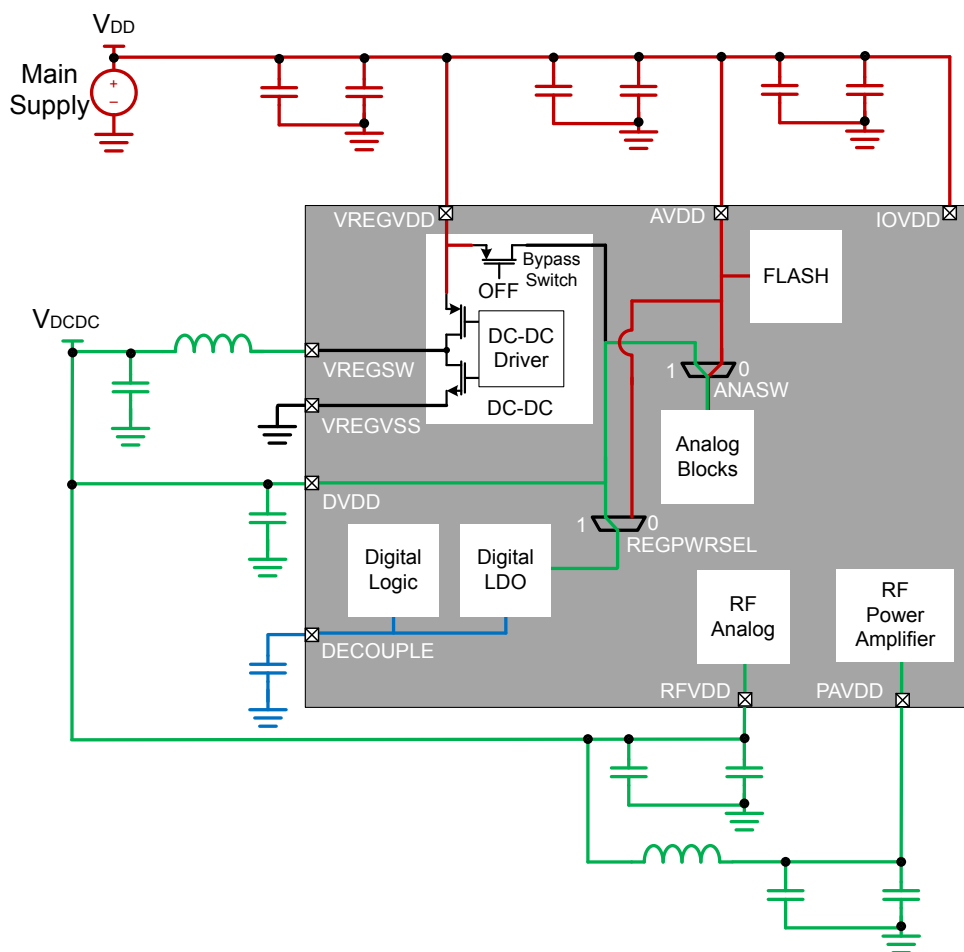 VDD
Main
Supply
+
−
VREGVDD
AVDD
IOVDD
Bypass
Switch
OFF
FLASH
VDCDC
DC-DC
Driver
VREGSW
1
0
ANASW
DC-DC
VREGVSS
Analog
Blocks
DVDD
1
0
REGPWRSEL
Digital
Logic
Digital
LDO
RF
Analog
RF
Power
Amplifier
DECOUPLE
RFVDD
PAVDD